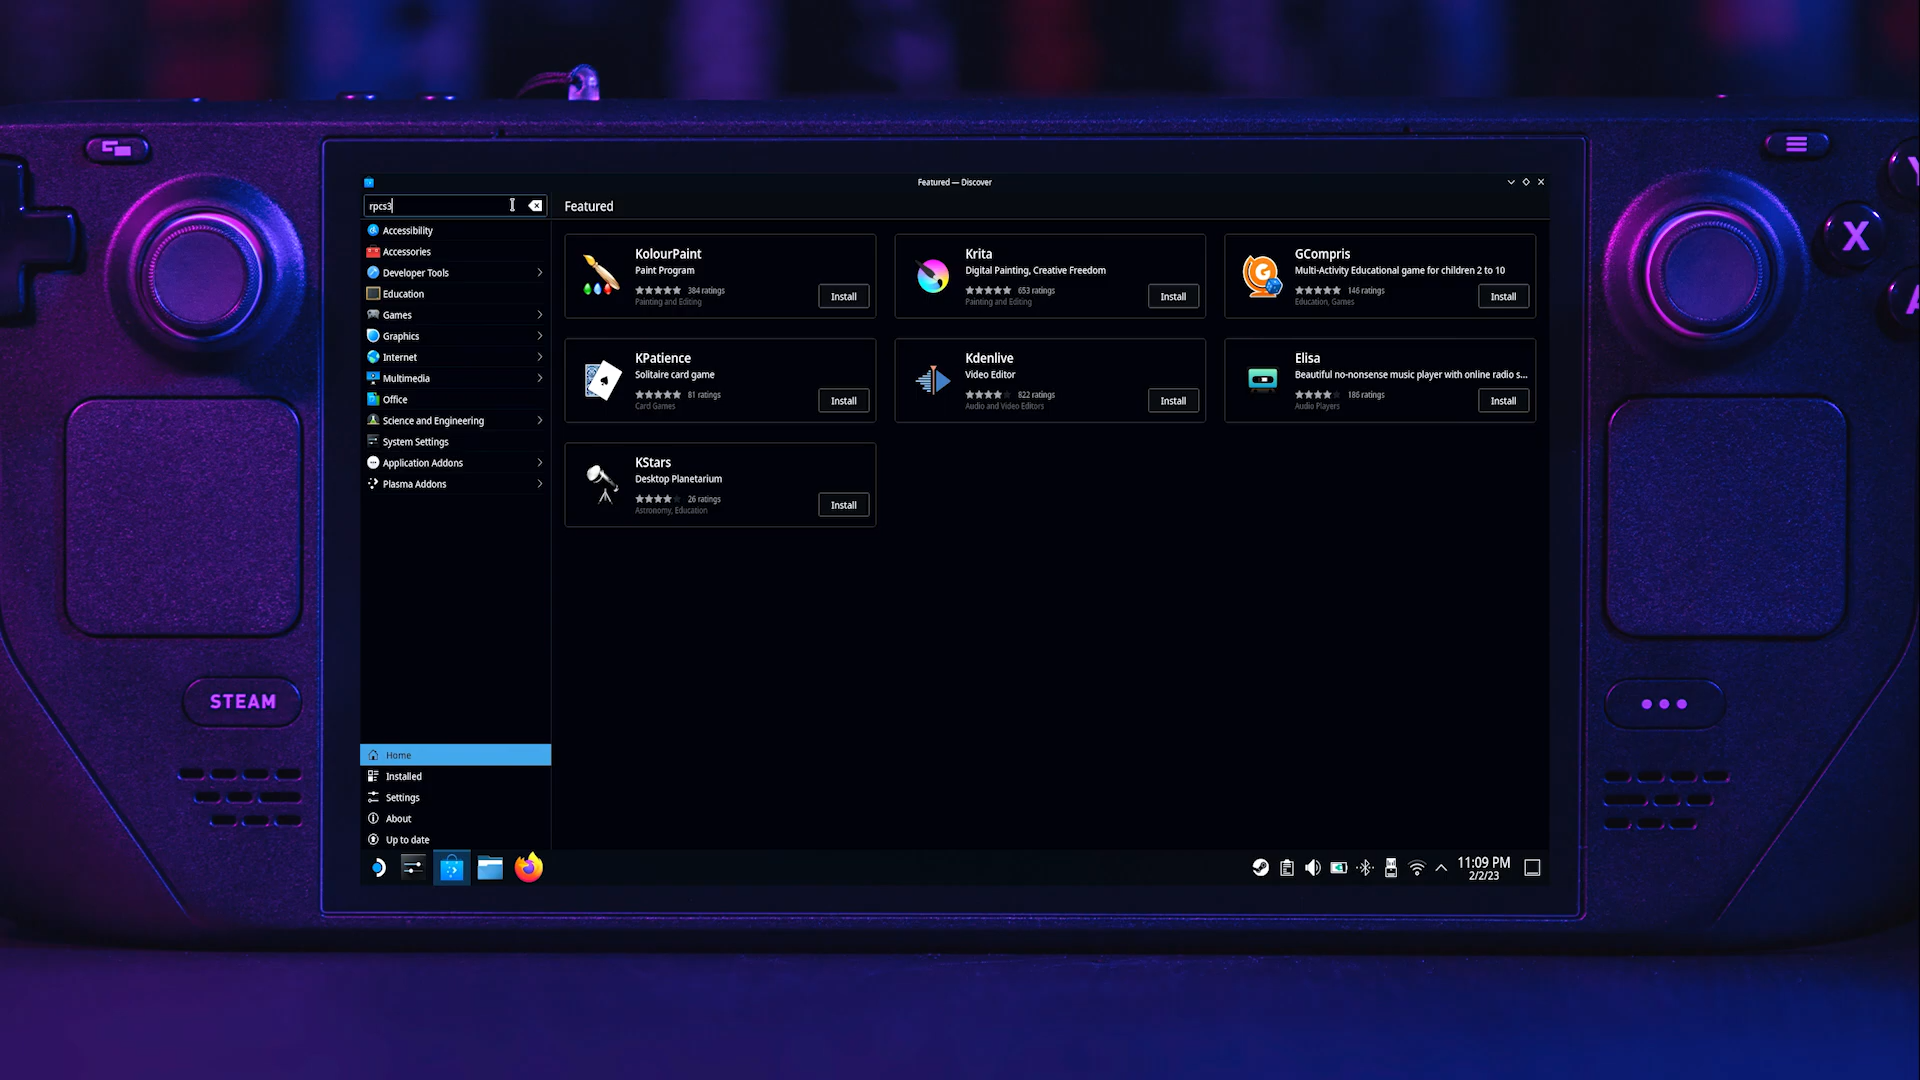 Featured — Discover
rpcs3
Featured
Accessibility
Accessories
Developer Tools
Education
Games
Graphics
Internet
Multimedia
Office
Science and Engineering
System Settings
Application Addons
Plasma Addons
KolourPaint
Paint Program
384 ratings
Painting and Editing
Install
Krita
Digital Painting, Creative Freedom
653 ratings
Painting and Editing
Install
GCompris
Multi-Activity Educational game for children 2 to 10
146 ratings
Education, Games
Install
KPatience
Solitaire card game
81 ratings
Card Games
Install
Kdenlive
Video Editor
822 ratings
Audio and Video Editors
Install
Elisa
Beautiful no-nonsense music player with online radio s...
186 ratings
Audio Players
Install
KStars
Desktop Planetarium
26 ratings
Astronomy, Education
Install
Home
Installed
Settings
About
Up to date
11:09 PM
2/2/23
STEAM
Y
X
A